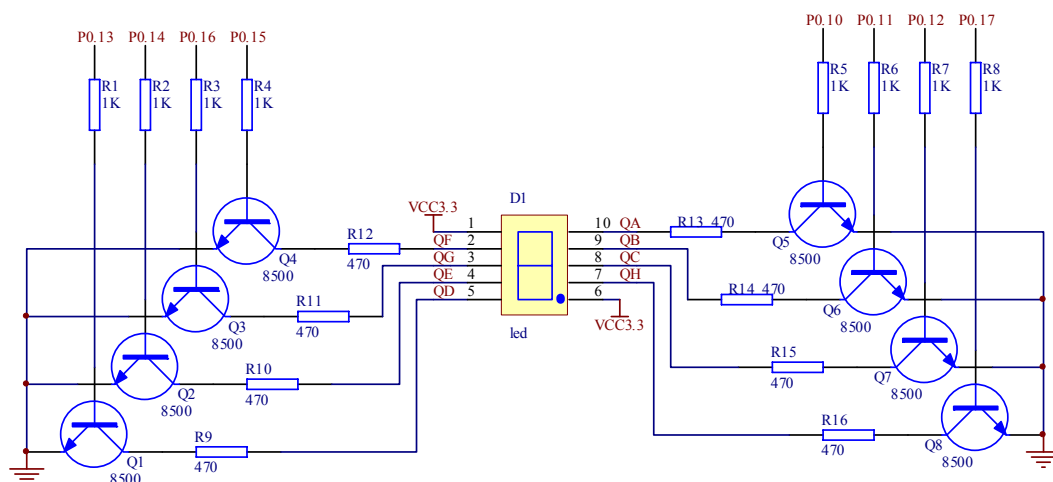 P0.13 P0.14 P0.16 P0.15
P0.10 P0.11 P0.12 P0.17
R1 R2 R3 R4
1K 1K 1K 1K
R5 R6 R7 R8
1K 1K 1K 1K
D1
VCC3.3
1 10 QA R13 470
QF 2 9 QB
QG 3 8 QC
QE 4 7 QH
QD 5 6
VCC3.3
led
R12
470
Q4
8500
R11
470
Q3
8500
R10
470
Q2
8500
R9
470
Q1
8500
Q5
8500
R14 470
Q6
8500
R15
470
Q7
8500
R16
470
Q8
8500